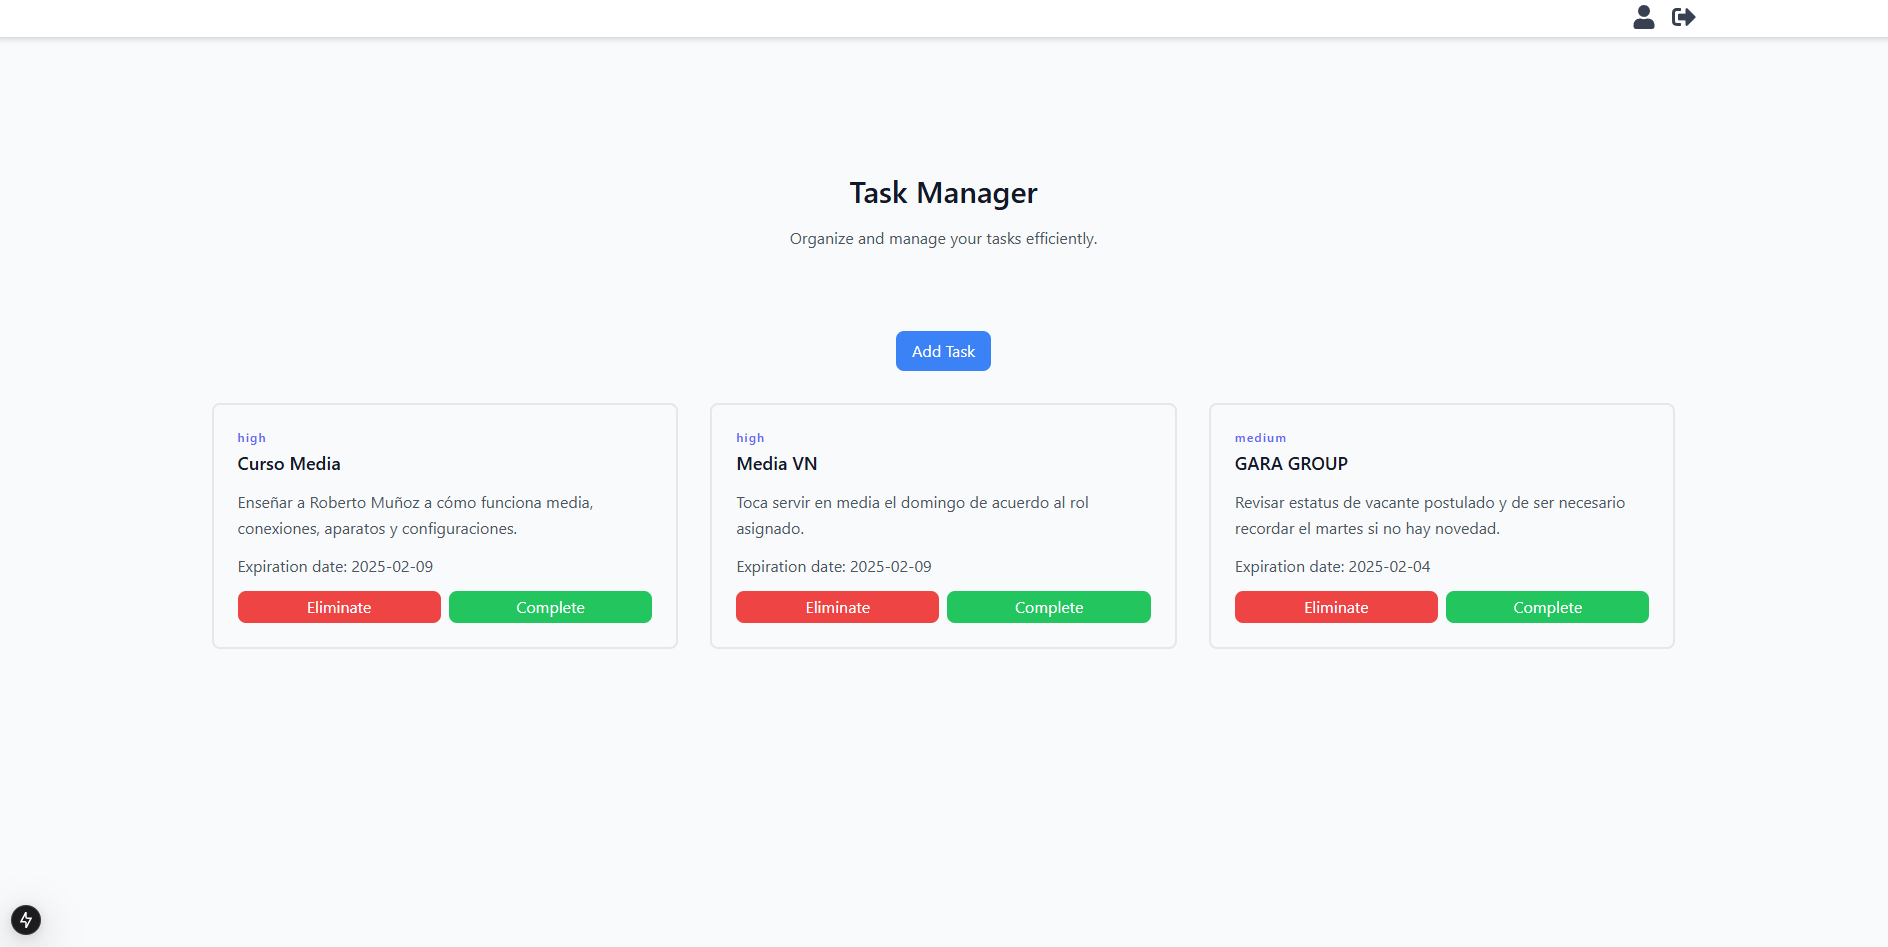 Task Manager
Organize and manage your tasks efficiently.
Add Task
high
Curso Media
Enseñar a Roberto Muñoz a cómo funciona media,
conexiones, aparatos y configuraciones.
Expiration date: 2025-02-09
Eliminate
Complete
high
Media VN
Toca servir en media el domingo de acuerdo al rol
asignado.
Expiration date: 2025-02-09
Eliminate
Complete
medium
GARA GROUP
Revisar estatus de vacante postulado y de ser necesario
recordar el martes si no hay novedad.
Expiration date: 2025-02-04
Eliminate
Complete